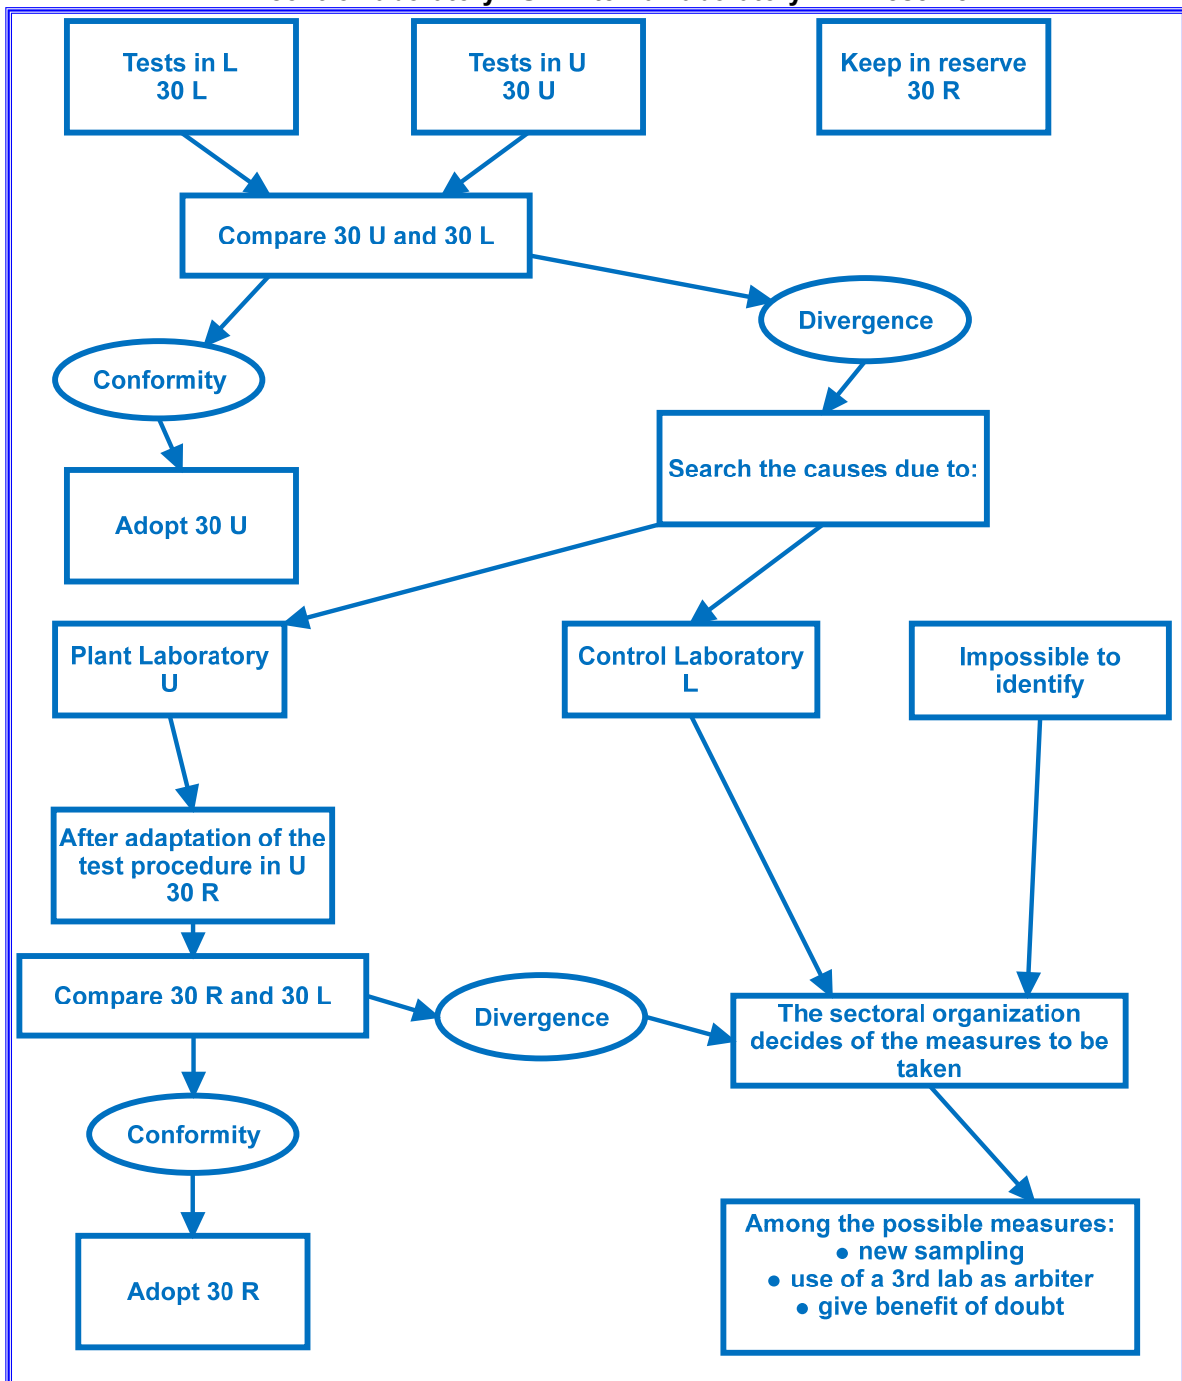 Tests in L
30 L
Tests in U
30 U
Keep in reserve
30 R
Compare 30 U and 30 L
Divergence
Conformity
Search the causes due to:
Adopt 30 U
Plant Laboratory
U
Control Laboratory
L
Impossible to
identify
After adaptation of the
test procedure in U
30 R
Compare 30 R and 30 L
Divergence
The sectoral organization
decides of the measures to be
taken
Conformity
Among the possible measures:
● new sampling
● use of a 3rd lab as arbiter
● give benefit of doubt
Adopt 30 R